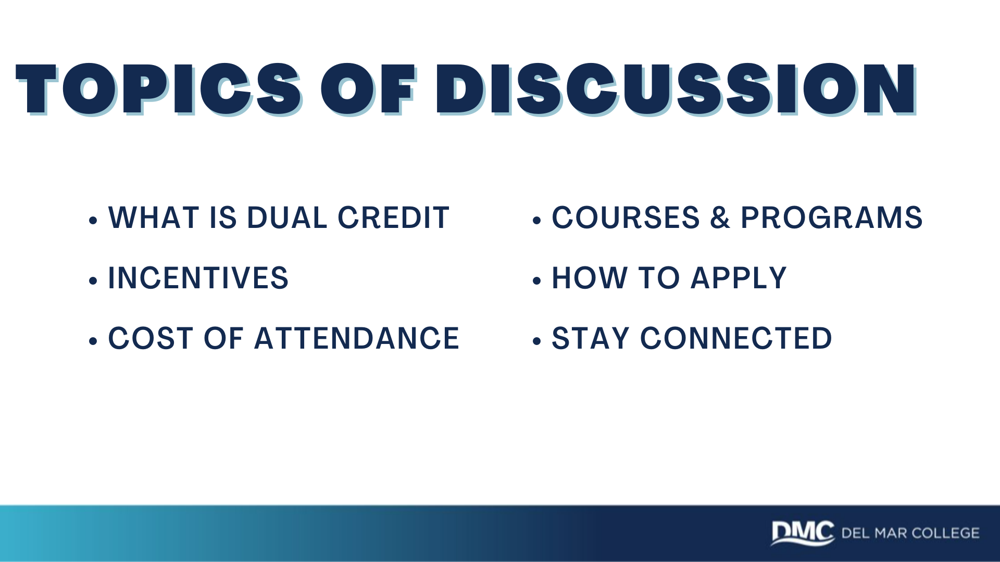 TOPICS OF DISCUSSION
• WHAT IS DUAL CREDIT
• INCENTIVES
• COST OF ATTENDANCE
• COURSES & PROGRAMS
• HOW TO APPLY
• STAY CONNECTED
DMC DEL MAR COLLEGE